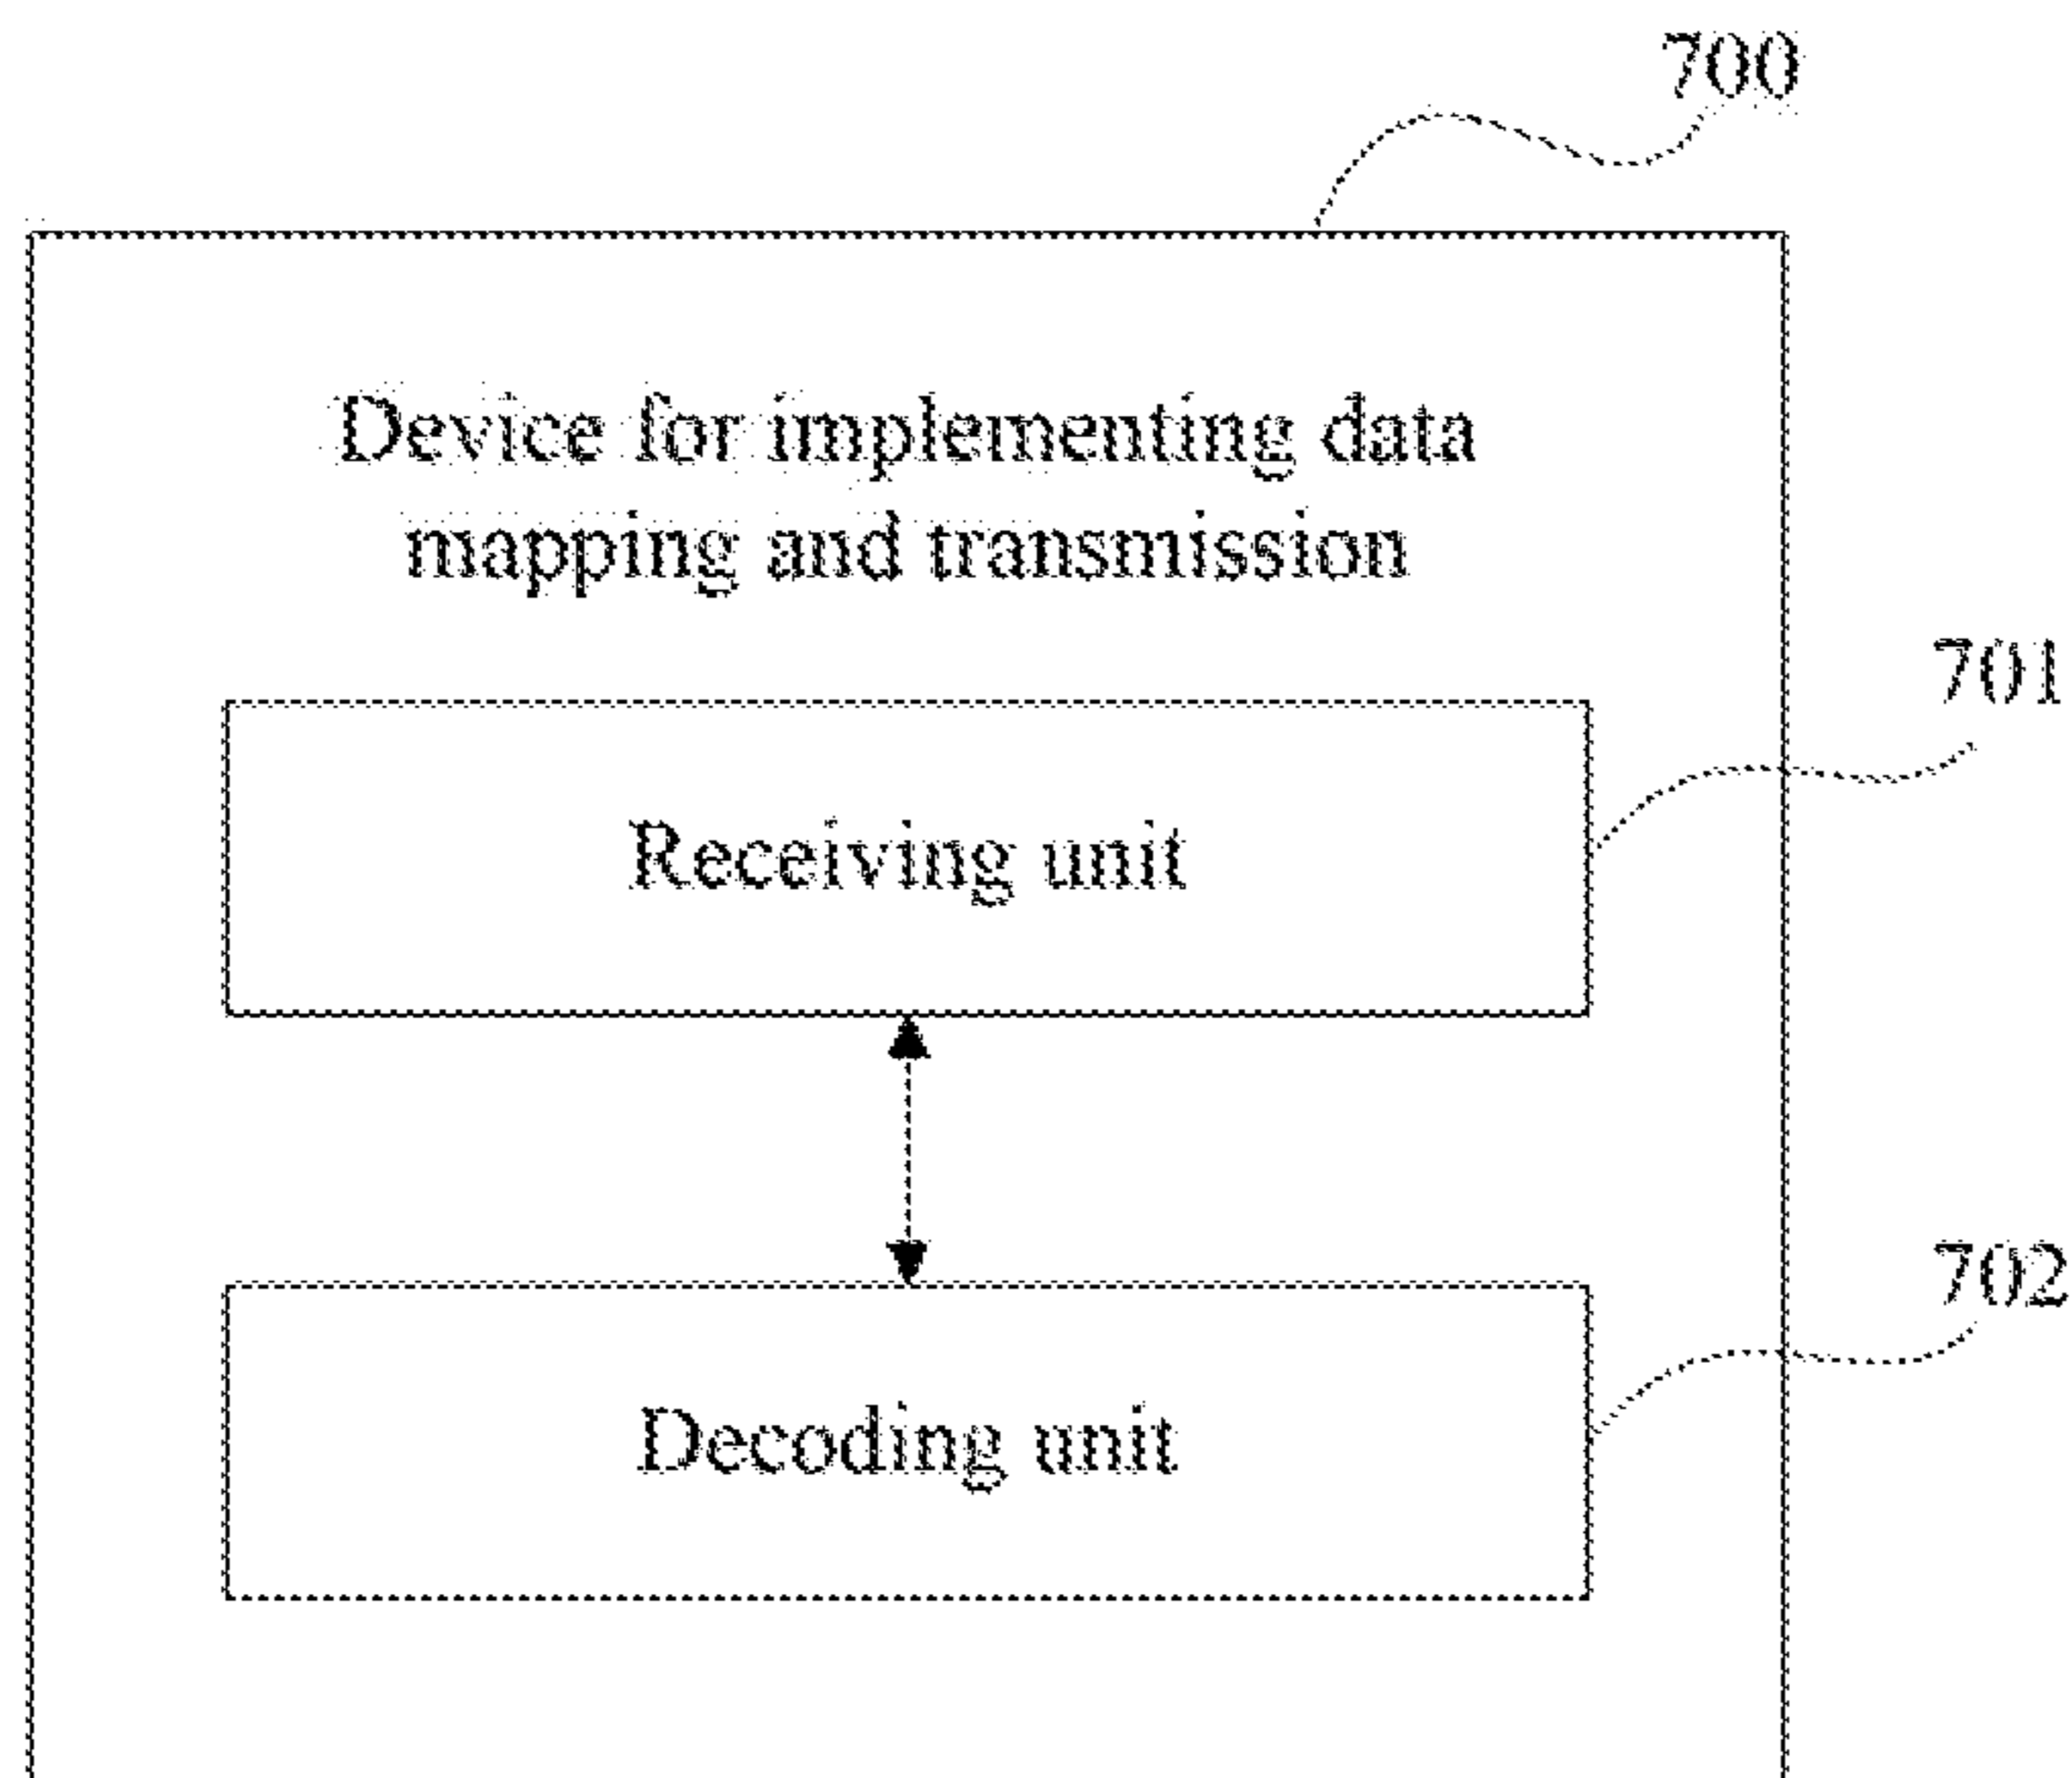 700
Device for implementing data
mapping and transmission
701
Receiving unit
702
Decoding unit